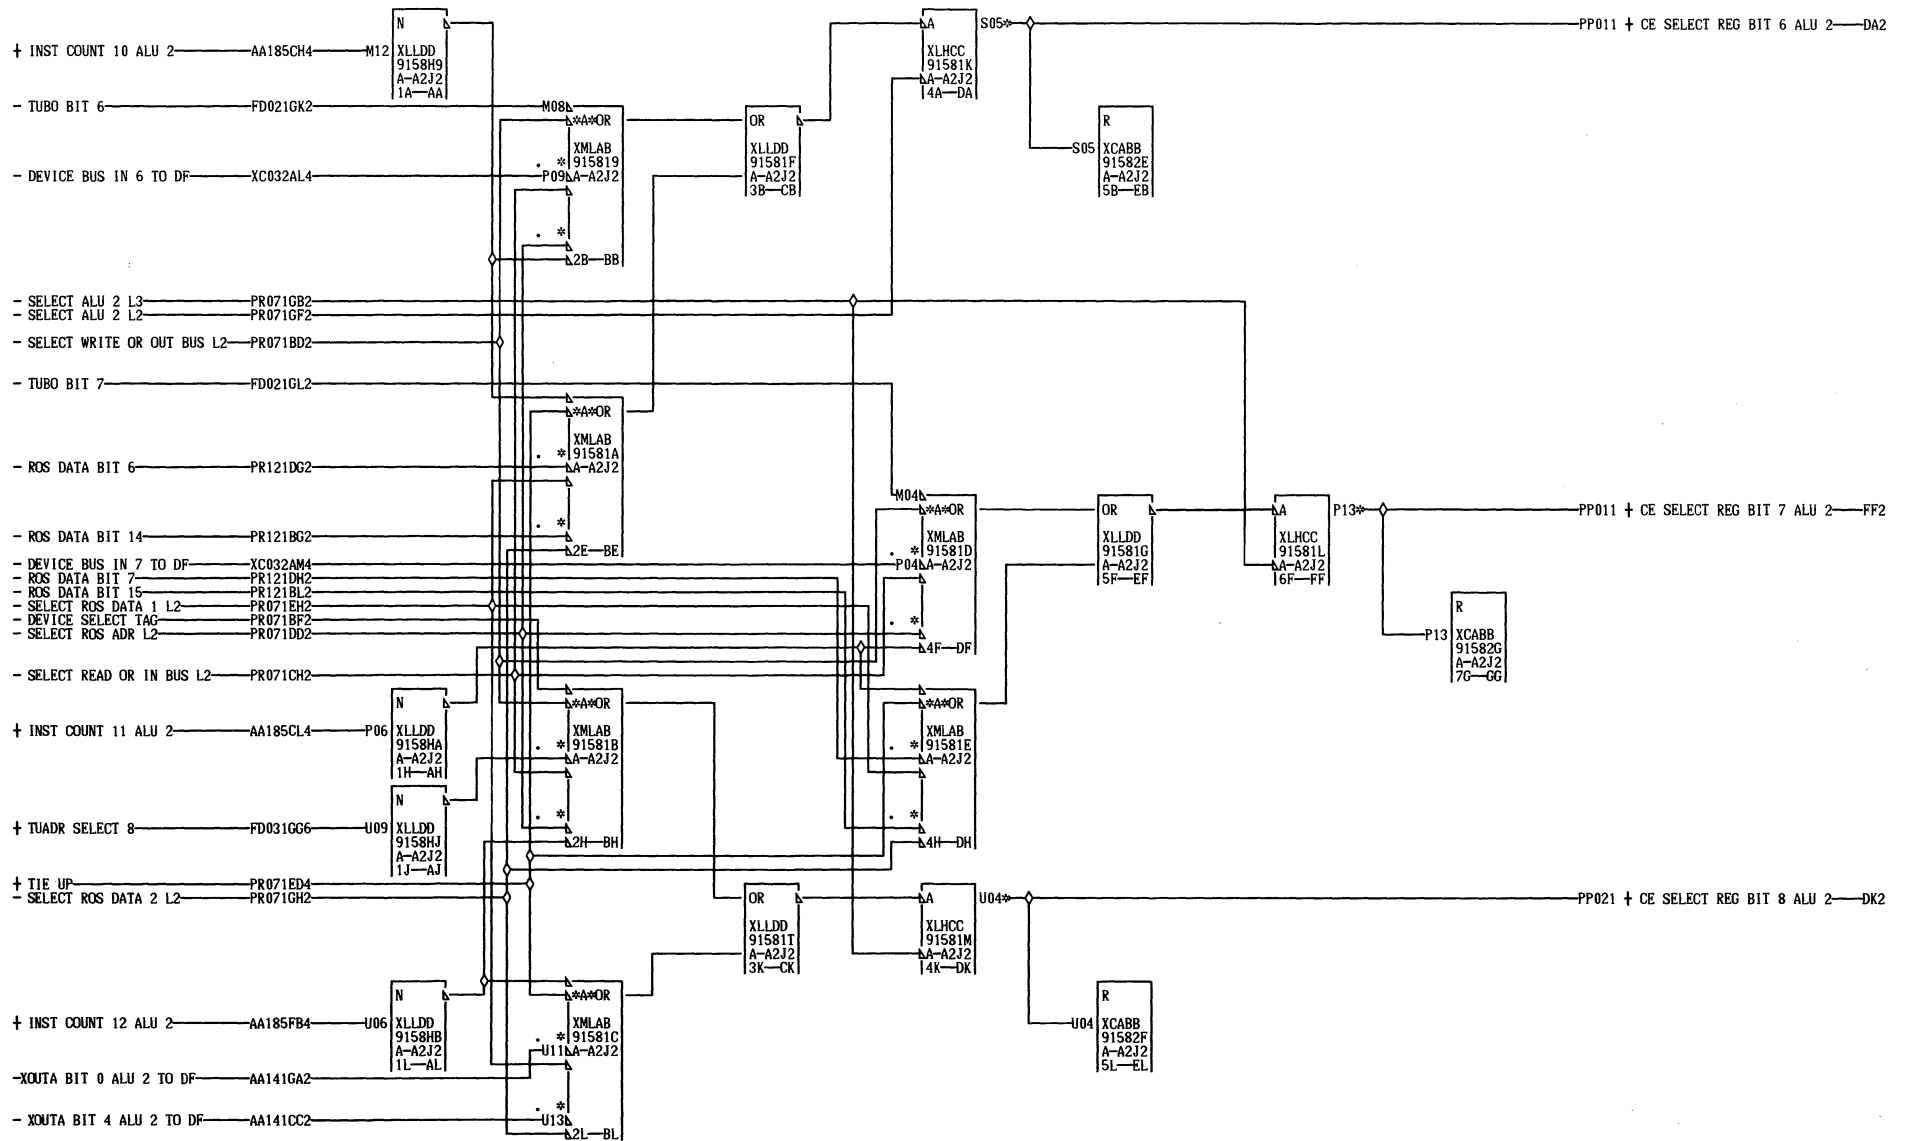 N
S05*
PP011 + CE SELECT REG BIT 6 ALU 2 DA2
A
+ INST COUNT 10 ALU 2 AA185CH4 M12
XLLDD
9158H9
A-A2J2
1A AA
XLHCC
91581K
A-A2J2
4A DA
- TUBO BIT 6 FD021GK2 M08
*A*OR
XMLAB
915819
A-A2J2
2B BB
. *
. *
OR
XLLDD
91581F
A-A2J2
3B CB
R
S05
XCABB
91582E
A-A2J2
5B EB
- DEVICE BUS IN 6 TO DF XC032AL4 P09
- SELECT ALU 2 L3 PR071GB2
- SELECT ALU 2 L2 PR071GF2
- SELECT WRITE OR OUT BUS L2 PR071BD2
- TUBO BIT 7 FD021GL2
*A*OR
XMLAB
91581A
A-A2J2
2E BE
. *
. *
- ROS DATA BIT 6 PR121DG2
M04
*A*OR
XMLAB
91581D
P04
A-A2J2
4F DF
. *
. *
OR
XLLDD
91581G
A-A2J2
5F EF
A
XLHCC
91581L
A-A2J2
6F FF
P13*
PP011 + CE SELECT REG BIT 7 ALU 2 FF2
- ROS DATA BIT 14 PR121BG2
- DEVICE BUS IN 7 TO DF XC032AM4
- ROS DATA BIT 7 PR121DH2
- ROS DATA BIT 15 PR121BL2
- SELECT ROS DATA 1 L2 PR071EH2
- DEVICE SELECT TAG PR071BF2
- SELECT ROS ADR L2 PR071DD2
R
P13
XCABB
91582G
A-A2J2
7G GG
- SELECT READ OR IN BUS L2 PR071CH2
N
+ INST COUNT 11 ALU 2 AA185CL4 P06
XLLDD
9158HA
A-A2J2
1H AH
*A*OR
XMLAB
91581B
A-A2J2
2H BH
. *
. *
*A*OR
XMLAB
91581E
A-A2J2
4H DH
. *
. *
N
+ TUADR SELECT 8 FD031GG6 U09
XLLDD
9158HJ
A-A2J2
1J AJ
+ TIE UP PR071ED4
- SELECT ROS DATA 2 L2 PR071GH2
OR
XLLDD
91581T
A-A2J2
3K CK
A
XLHCC
91581M
A-A2J2
4K DK
U04*
PP021 + CE SELECT REG BIT 8 ALU 2 DK2
N
+ INST COUNT 12 ALU 2 AA185FB4 U06
XLLDD
9158HB
A-A2J2
1L AL
*A*OR
XMLAB
91581C
U11
A-A2J2
. *
. *
U13
2L BL
R
U04
XCABB
91582F
A-A2J2
5L EL
-XOUTA BIT 0 ALU 2 TO DF AA141GA2
- XOUTA BIT 4 ALU 2 TO DF AA141CC2